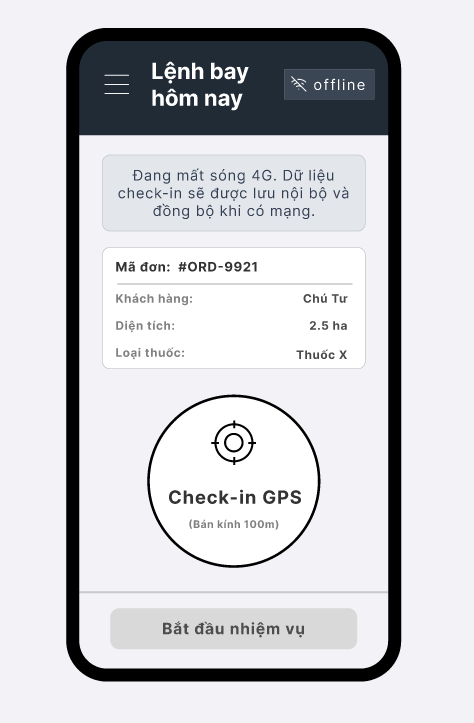 Lệnh bay
hôm nay
offline
Đang mất sóng 4G. Dữ liệu
check-in sẽ được lưu nội bộ và
đồng bộ khi có mạng.
Mã đơn: #ORD-9921
Khách hàng: Chú Tư
Diện tích: 2.5 ha
Loại thuốc: Thuốc X
Check-in GPS
(Bán kính 100m)
Bắt đầu nhiệm vụ